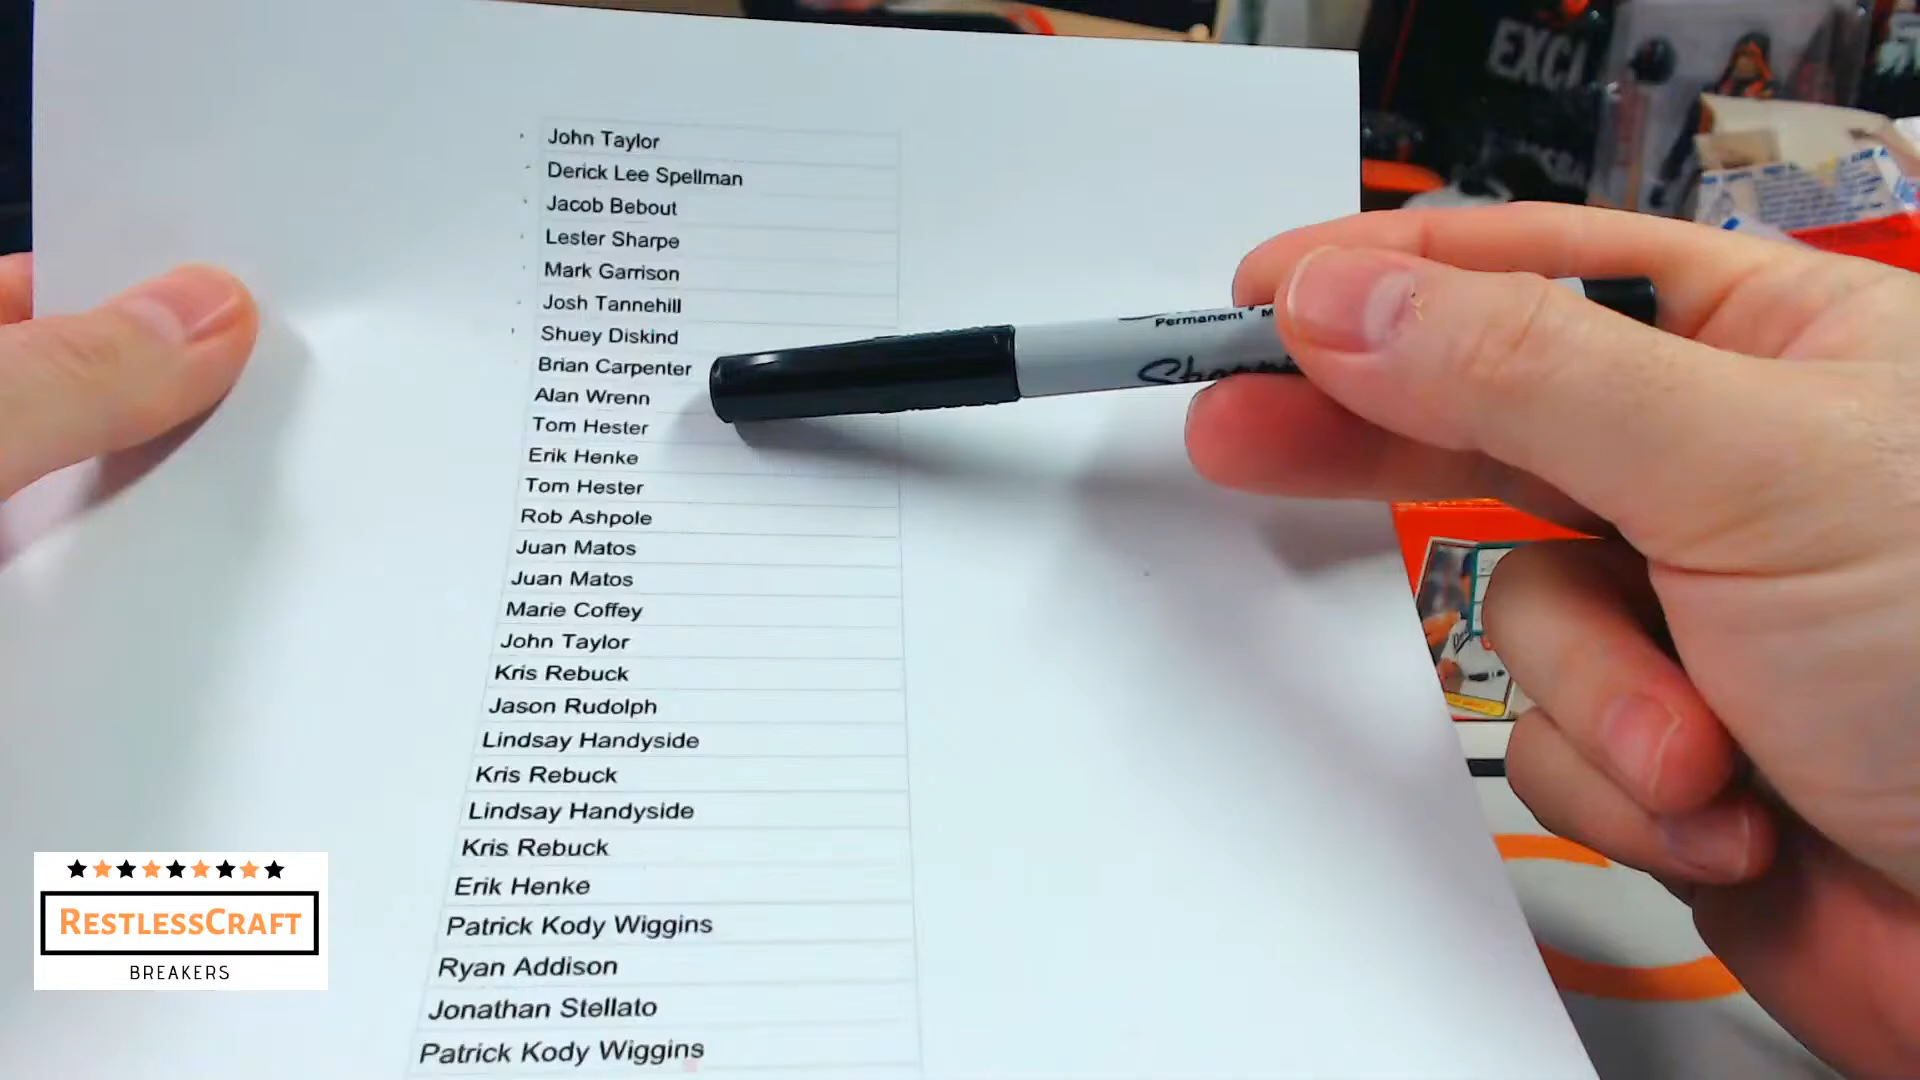 John Taylor
Derick Lee Spellman
Jacob Bebout
Lester Sharpe
Mark Garrison
Josh Tannehill
Shuey Diskind
Brian Carpenter
Alan Wrenn
Tom Hester
Erik Henke
Tom Hester
Rob Ashpole
Juan Matos
Juan Matos
Marie Coffey
John Taylor
Kris Rebuck
Jason Rudolph
Lindsay Handyside
Kris Rebuck
Lindsay Handyside
Kris Rebuck
Erik Henke
Patrick Kody Wiggins
Ryan Addison
Jonathan Stellato
Patrick Kody Wiggins
Permanent
EXCI
RESTLESSCRAFT
BREAKERS